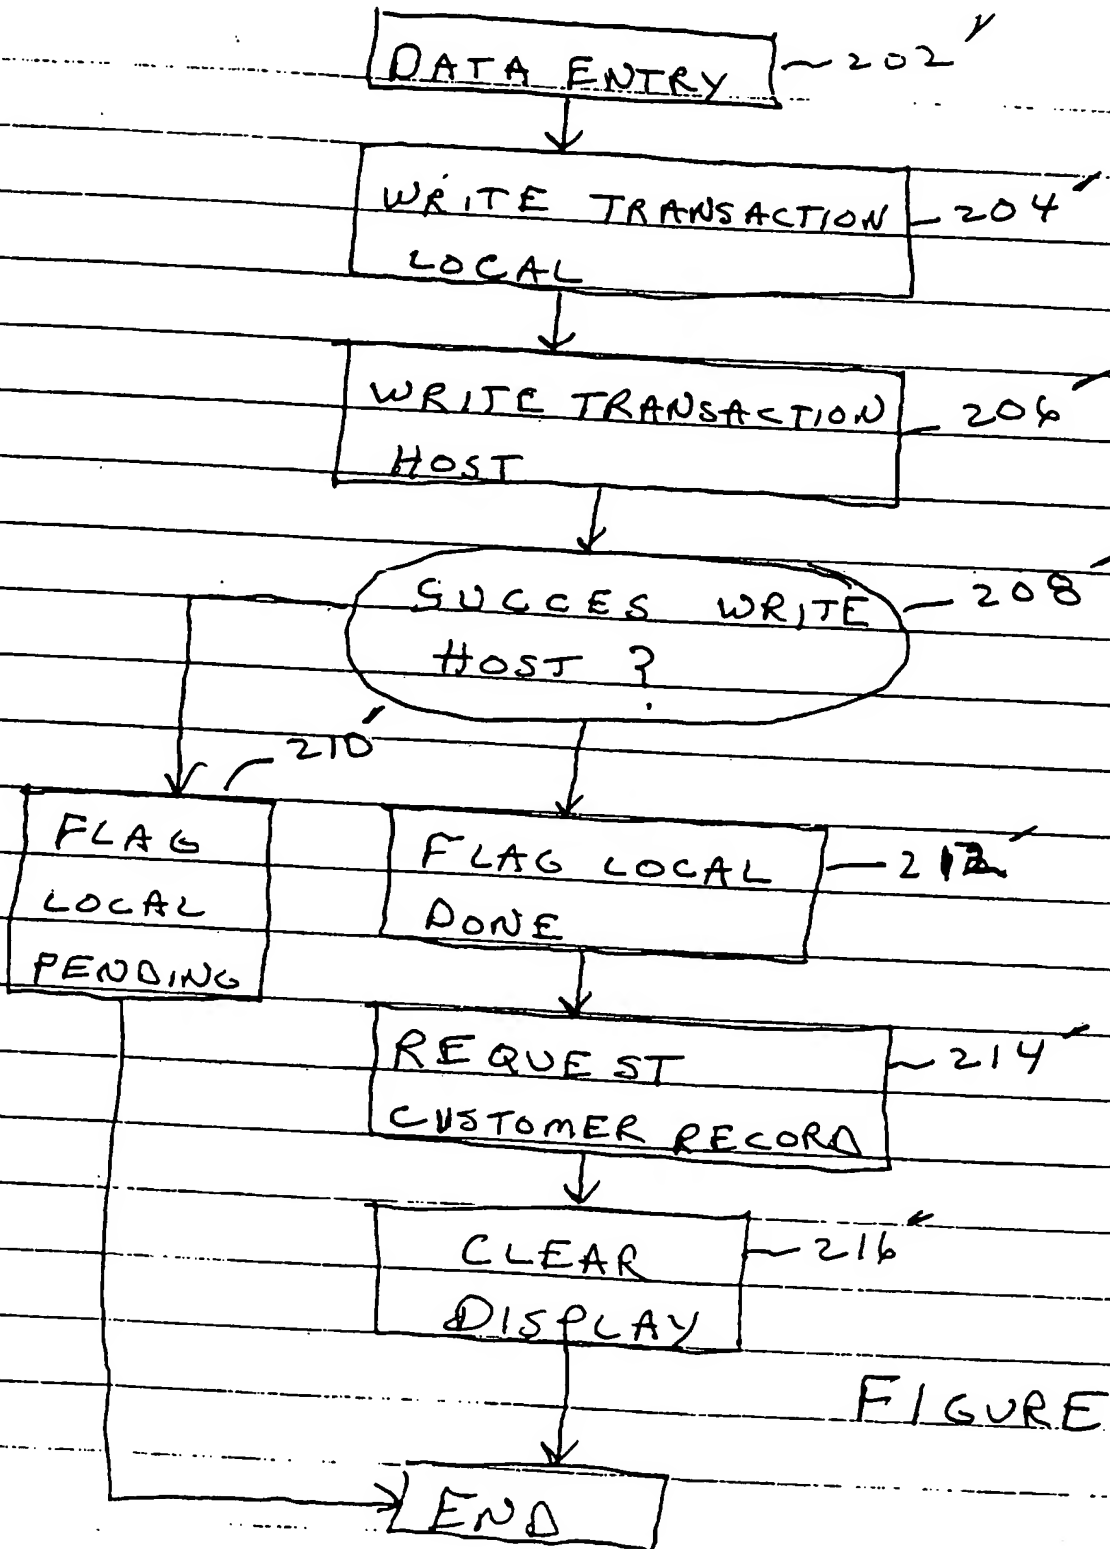 DATA ENTRY
202'
WRITE TRANSACTION
204'
LOCAL
WRITE TRANSACTION
206'
HOST
SUCCES WRITE
208'
HOST ?
210'
FLAG
LOCAL
PENDING
FLAG LOCAL
212'
DONE
REQUEST
214'
CUSTOMER RECORD
CLEAR
216'
DISPLAY
FIGURE
END